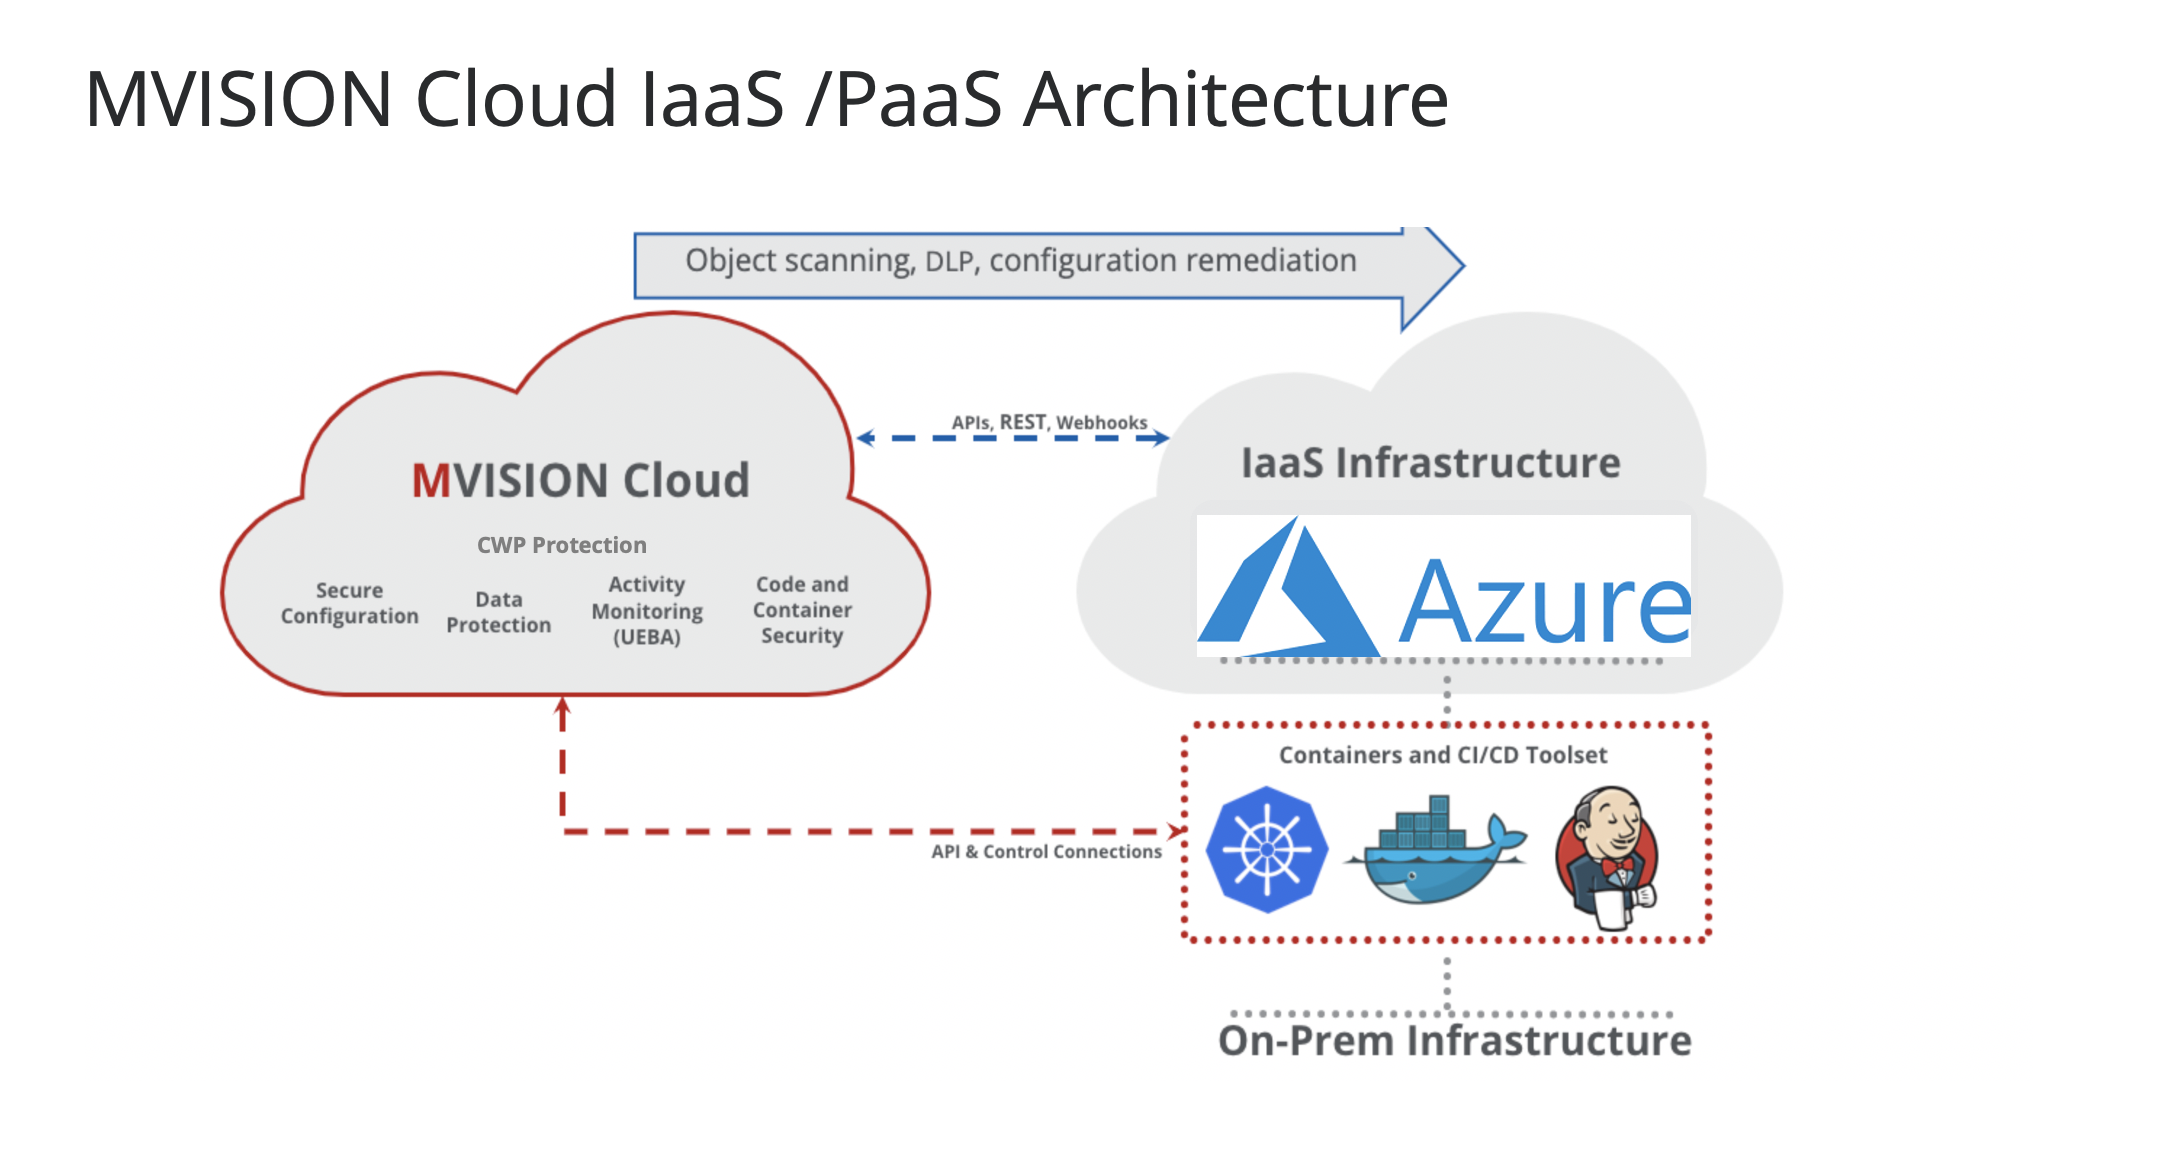 MVISION Cloud IaaS /PaaS Architecture
Object scanning, DLP, configuration remediation
APIs, REST, Webhooks
MVISION Cloud
CWP Protection
Secure
Configuration
Data
Protection
Activity
Monitoring
(UEBA)
Code and
Container
Security
IaaS Infrastructure
Azure
Containers and CI/CD Toolset
API & Control Connections
On-Prem Infrastructure